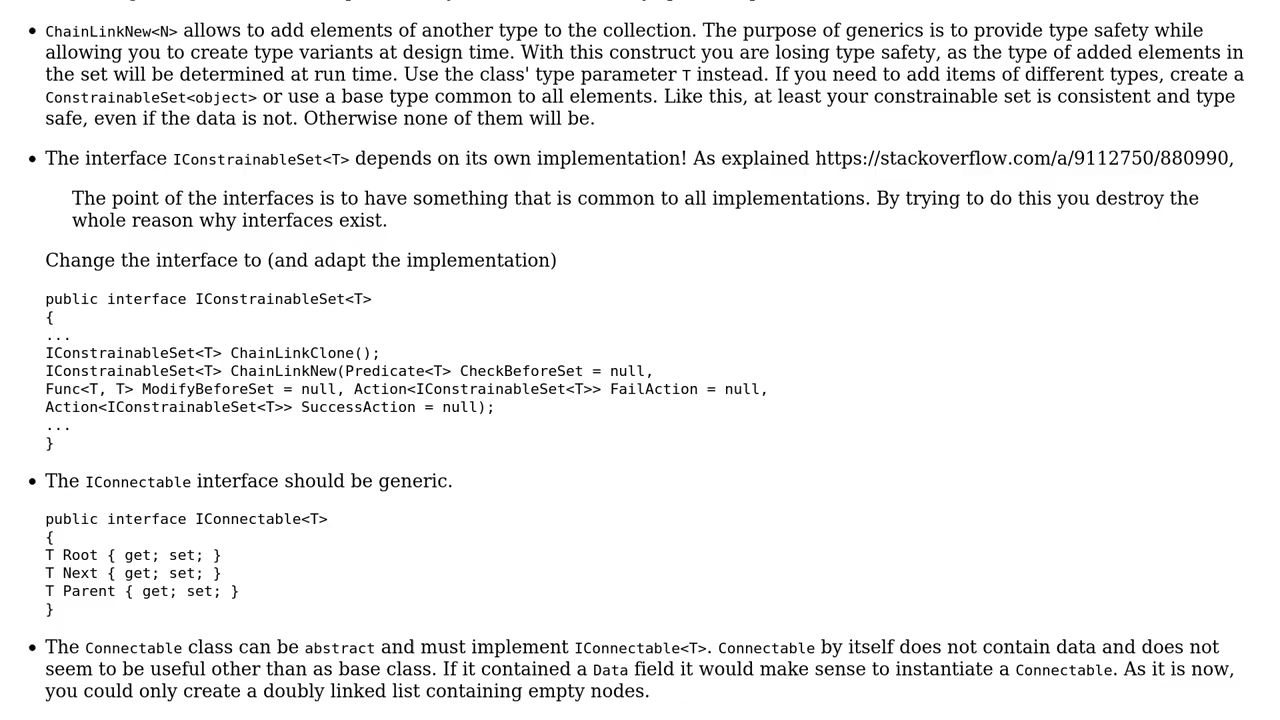 • ChainLinkNew<N> allows to add elements of another type to the collection. The purpose of generics is to provide type safety while
allowing you to create type variants at design time. With this construct you are losing type safety, as the type of added elements in
the set will be determined at run time. Use the class' type parameter T instead. If you need to add items of different types, create a
ConstrainableSet<object> or use a base type common to all elements. Like this, at least your constrainable set is consistent and type
safe, even if the data is not. Otherwise none of them will be.
• The interface IConstrainableSet<T> depends on its own implementation! As explained https://stackoverflow.com/a/9112750/880990,
The point of the interfaces is to have something that is common to all implementations. By trying to do this you destroy the
whole reason why interfaces exist.
Change the interface to (and adapt the implementation)
public interface IConstrainableSet<T>
{
...
IConstrainableSet<T> ChainLinkClone();
IConstrainableSet<T> ChainLinkNew(Predicate<T> CheckBeforeSet = null,
Func<T, T> ModifyBeforeSet = null, Action<IConstrainableSet<T>> FailAction = null,
Action<IConstrainableSet<T>> SuccessAction = null);
...
}
• The IConnectable interface should be generic.
public interface IConnectable<T>
{
T Root { get; set; }
T Next { get; set; }
T Parent { get; set; }
}
• The Connectable class can be abstract and must implement IConnectable<T>. Connectable by itself does not contain data and does not
seem to be useful other than as base class. If it contained a Data field it would make sense to instantiate a Connectable. As it is now,
you could only create a doubly linked list containing empty nodes.